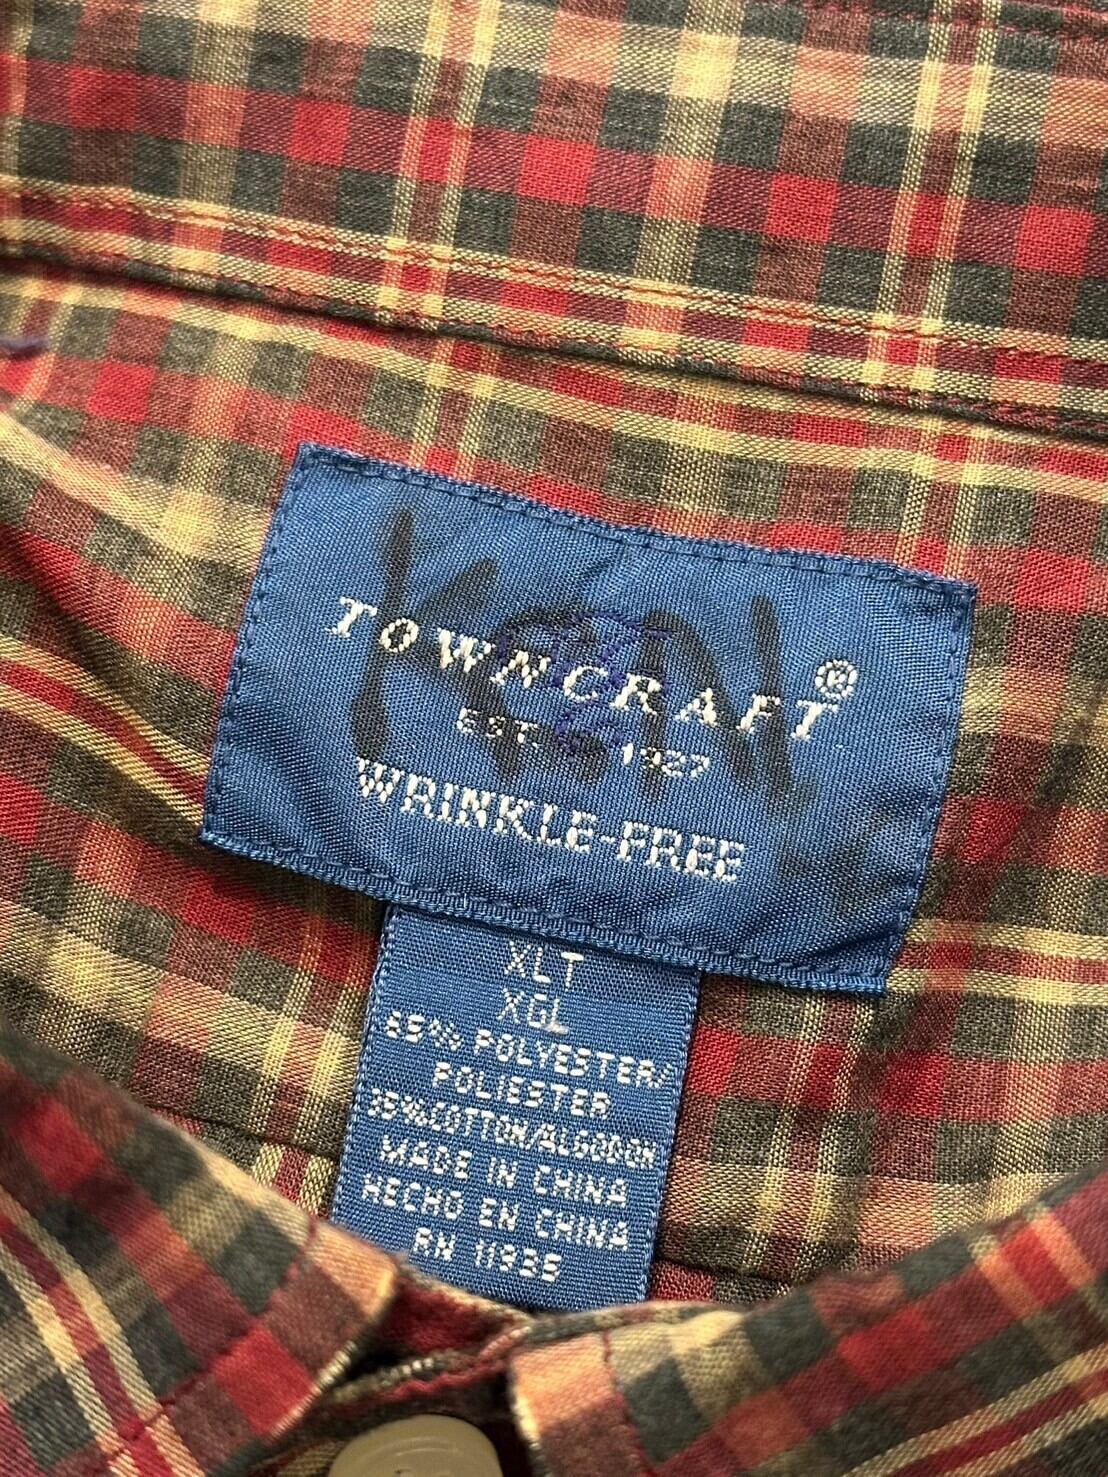 TOWNCRAFT®
EST. 1927
WRINKLE-FREE
XLT
XGL
65% POLYESTER/
POLIESTER
35%COTTON/ALGODON
MADE IN CHINA
HECHO EN CHINA
RN 11935